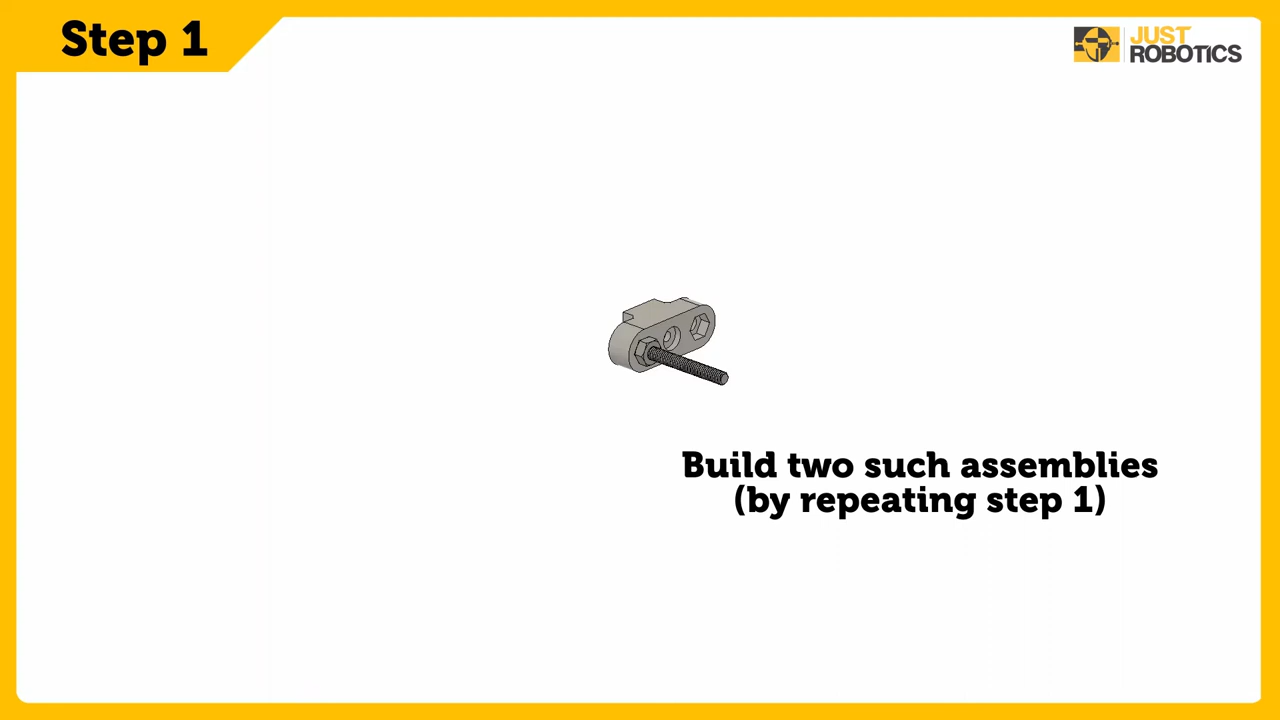 Step 1
JUST
ROBOTICS
Build two such assemblies
(by repeating step 1)